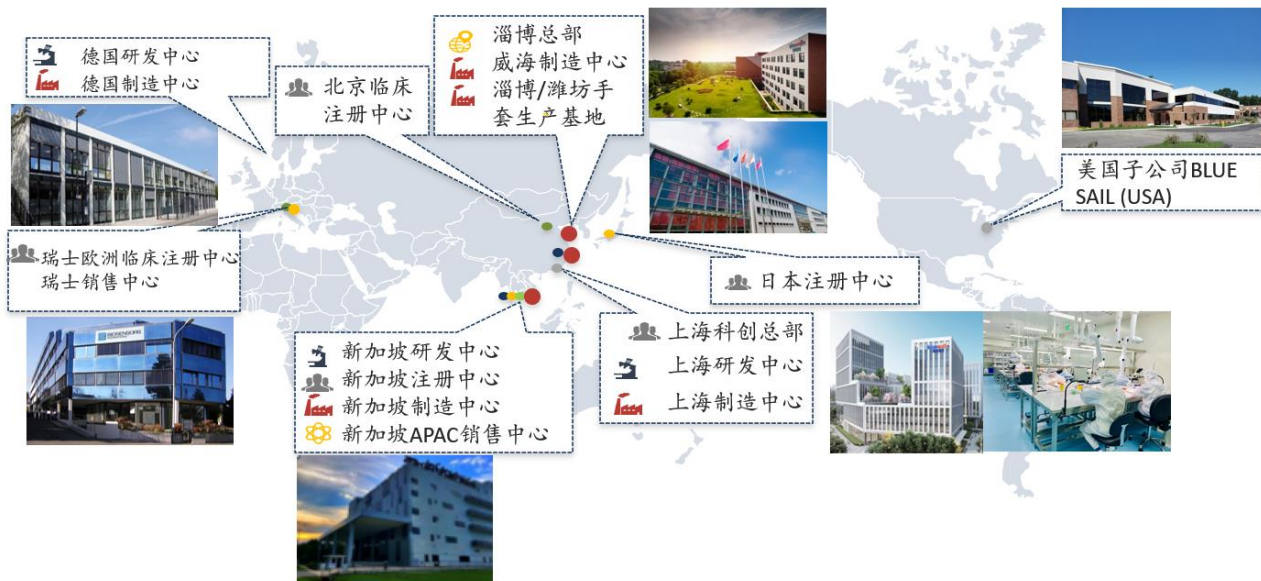 德国研发中心
德国制造中心
北京临床
注册中心
淄博总部
威海制造中心
淄博/潍坊手
套生产基地
美国子公司BLUE
SAIL (USA)
瑞士欧洲临床注册中心
瑞士销售中心
日本注册中心
BIOSENSORS
新加坡研发中心
新加坡注册中心
新加坡制造中心
新加坡APAC销售中心
上海科创总部
上海研发中心
上海制造中心